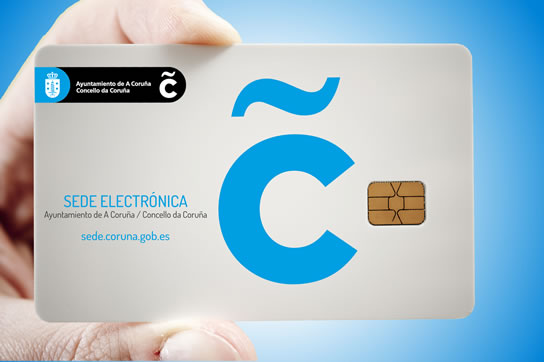 Ayuntamiento de A Coruña
Concello da Coruña
SEDE ELECTRÓNICA
Ayuntamiento de A Coruña / Concello da Coruña
sede.coruna.gob.es